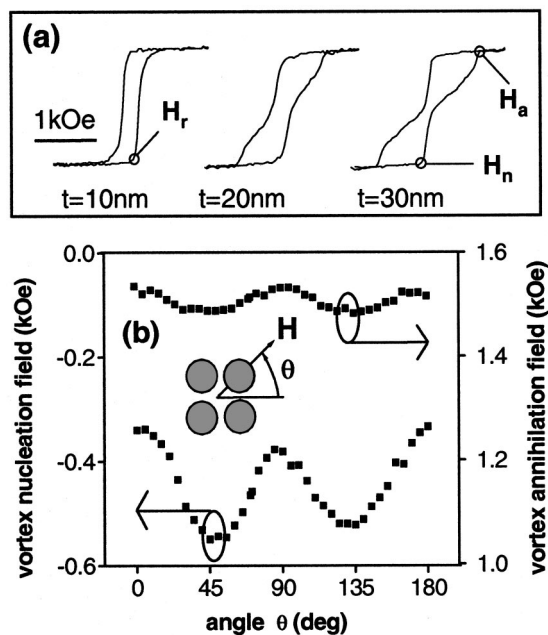 (a)
1kOe
H_r
H_a
H_n
t=10nm t=20nm t=30nm
(b)
H
θ
0.0
-0.2
-0.4
-0.6
vortex nucleation field (kOe)
1.6
1.4
1.2
1.0
vortex annihilation field (kOe)
0 45 90 135 180
angle θ (deg)